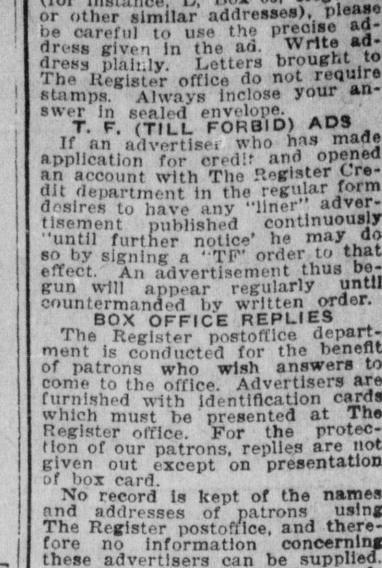 (for instance, D, Box
or other similar addresses), please
be careful to use the precise ad-
dress given in the ad. Write ad-
dress plainly. Letters brought to
The Register office do not require
stamps. Always inclose your an-
swer in sealed envelope.
T. F. (TILL FORBID) ADS
If an advertiser who has made
application for credit and opened
an account with The Register Cre-
dit department in the regular form
desires to have any "liner" adver-
tisement published continuously
"until further notice' he may do
so by signing a "TF" order to that
effect. An advertisement thus be-
gun will appear regularly until
countermanded by written order.
BOX OFFICE REPLIES
The Register postoffice depart-
ment is conducted for the benefit
of patrons who wish answers to
come to the office. Advertisers are
furnished with identification cards
which must be presented at The
Register office. For the protec-
tion of our patrons, replies are not
given out except on presentation
of box card.
No record is kept of the names
and addresses of patrons using
The Register postoffice, and there-
fore no information concerning
these advertisers can be supplied.